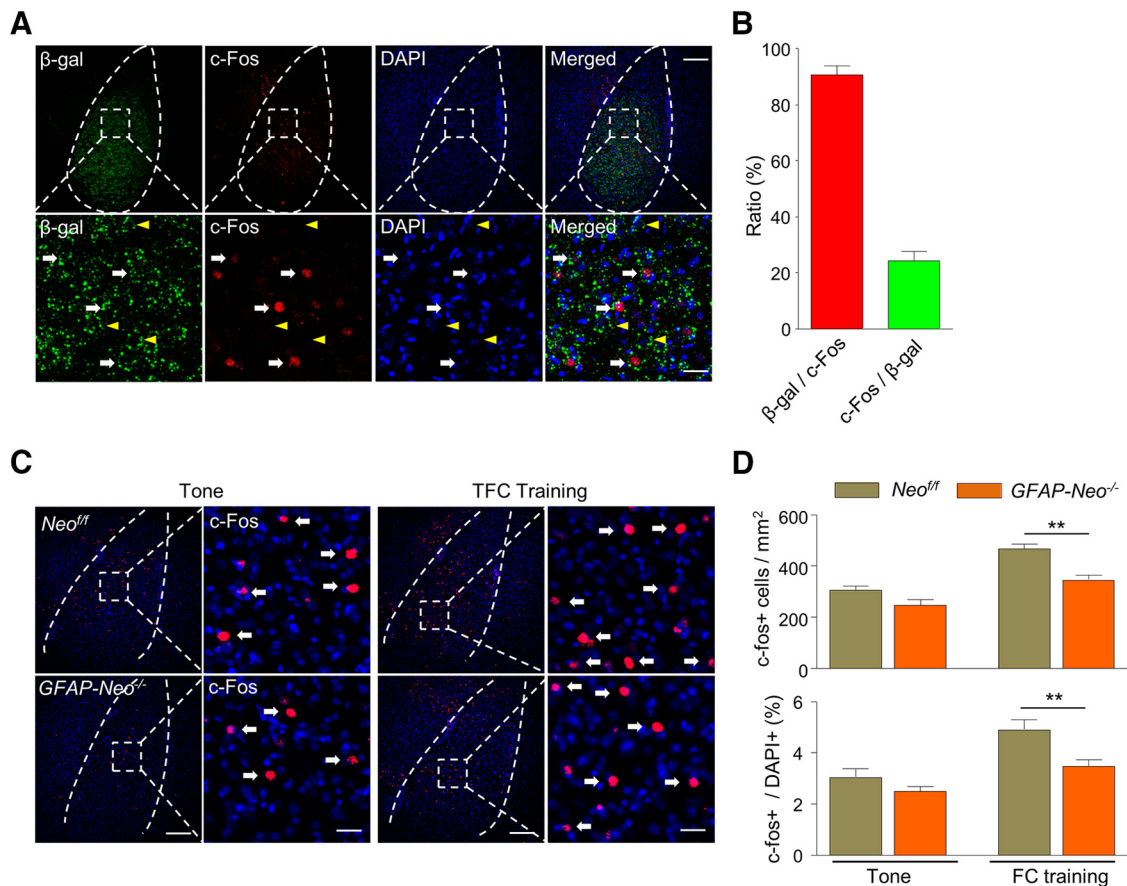 A
β-gal
c-Fos
DAPI
Merged
β-gal
c-Fos
DAPI
Merged
B
100
80
60
40
20
0
Ratio (%)
β-gal / c-Fos
c-Fos / β-gal
C
Tone
TFC Training
Neo^f/f
c-Fos
GFAP-Neo^-/-
c-Fos
D
Neo^f/f
GFAP-Neo^-/-
600
400
200
0
c-fos+ cells / mm²
**
6
4
2
0
c-fos+ / DAPI+ (%)
**
Tone
FC training